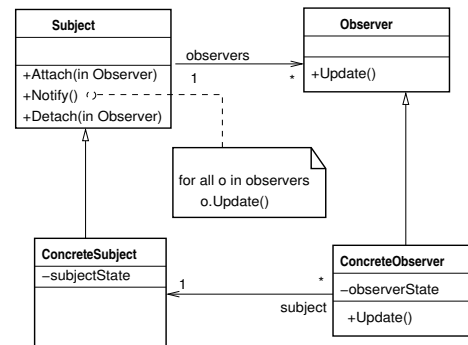 Subject
+Attach(in Observer)
+Notify()
+Detach(in Observer)
observers
1
*
Observer
+Update()
for all o in observers
o.Update()
ConcreteSubject
−subjectState
1
*
subject
ConcreteObserver
−observerState
+Update()